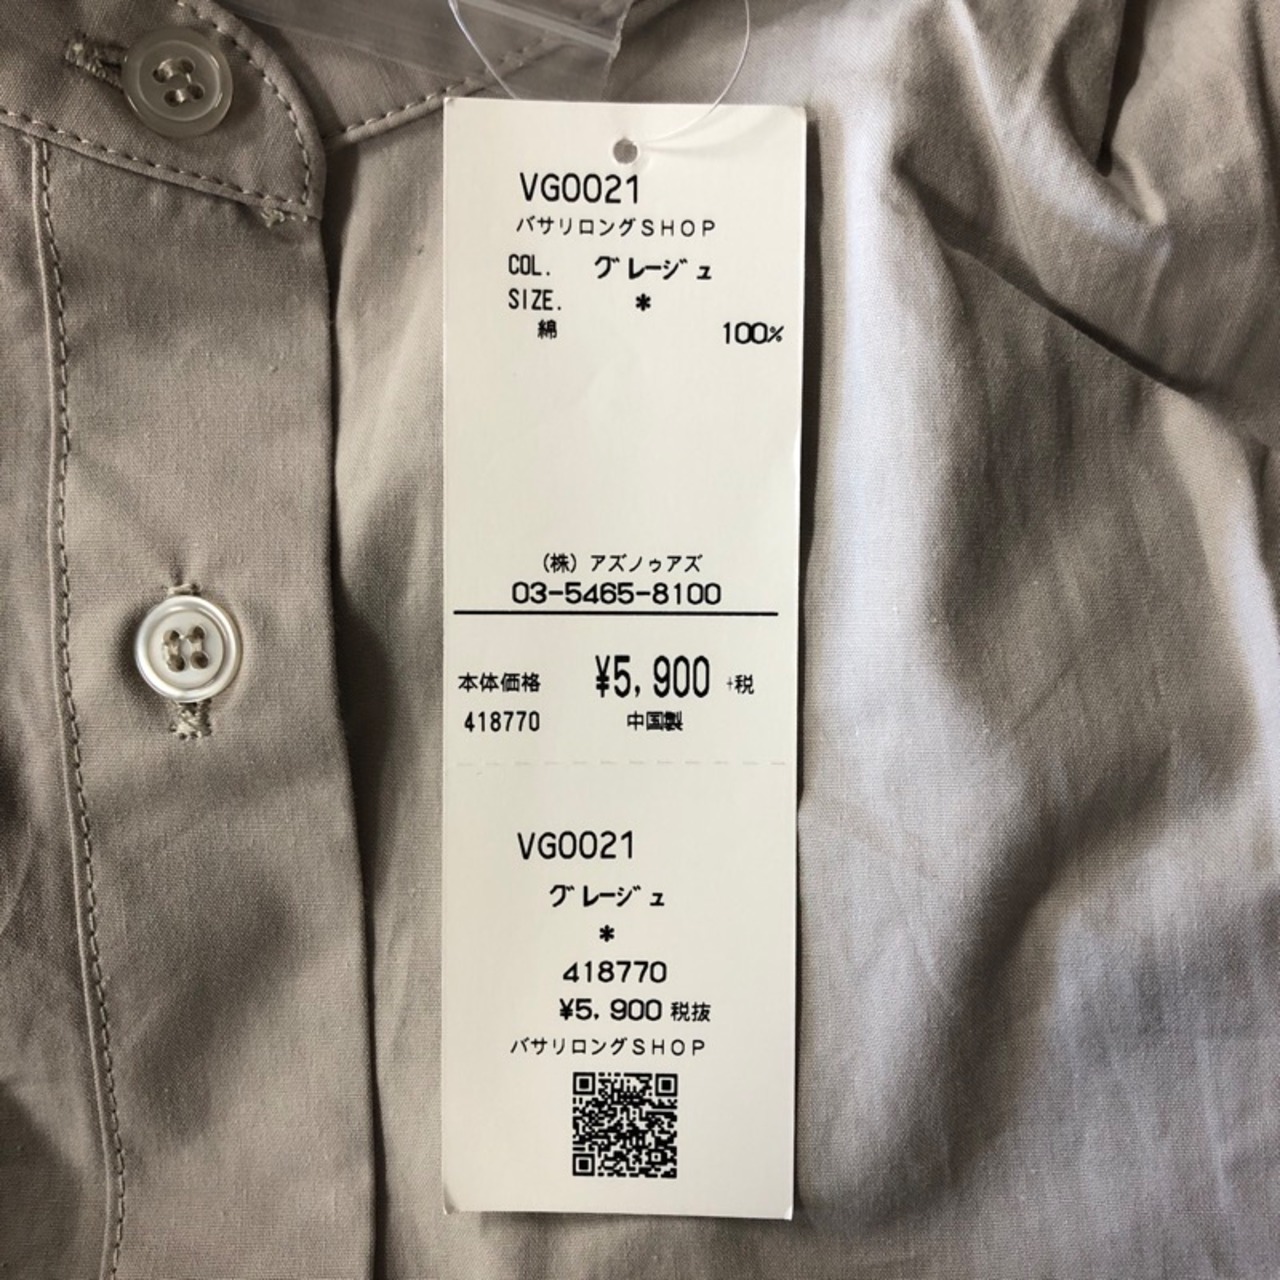 VG0021
バサリロングSHOP
COL. グレージュ
SIZE. *
綿 100%
(株) アズノゥアズ
03-5465-8100
本体価格 ¥5,900 +税
418770 中国製
VG0021
グレージュ
*
418770
¥5,900 税抜
バサリロングSHOP